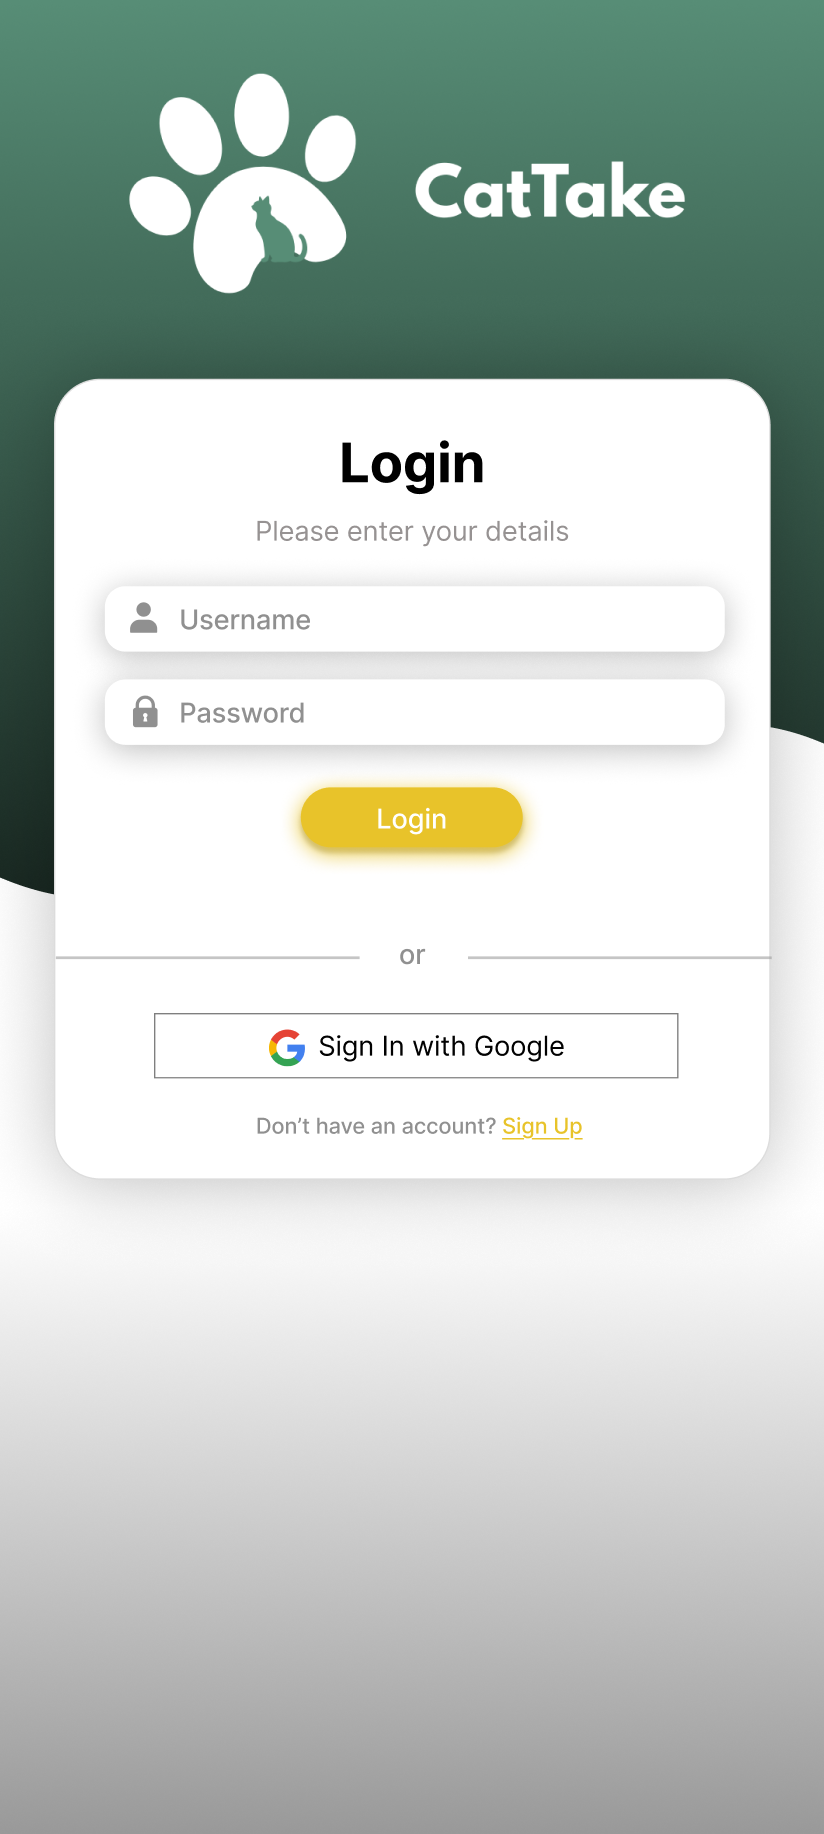 CatTake
Login
Please enter your details
Username
Password
Login
or
Sign In with Google
Don’t have an account? Sign Up